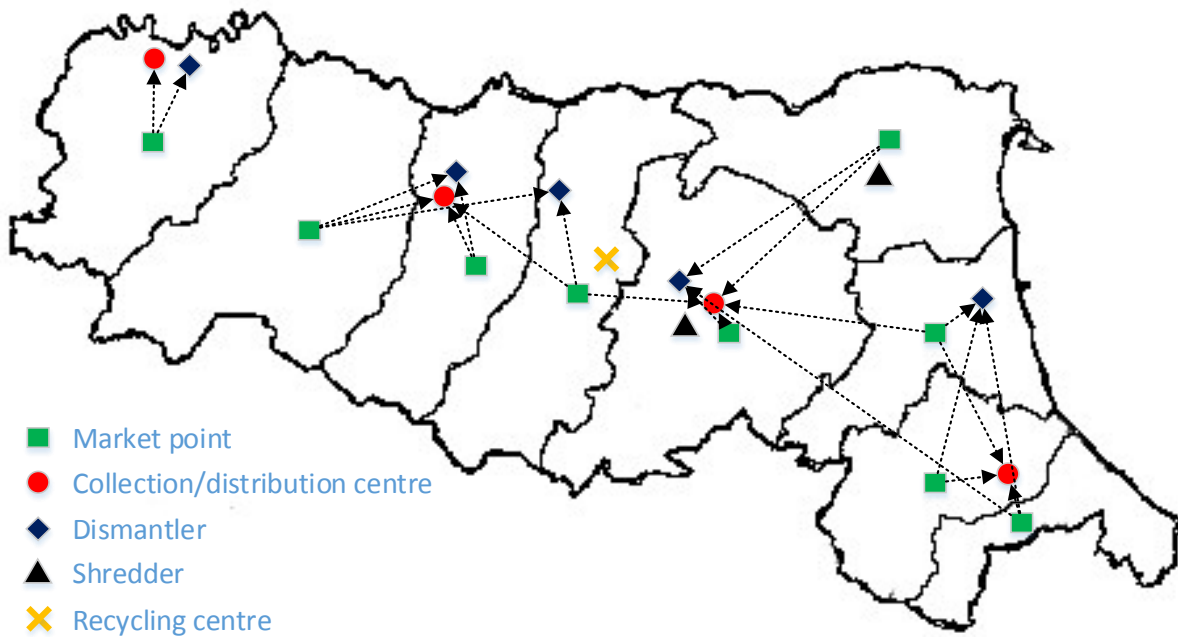 Market point
Collection/distribution centre
Dismantler
Shredder
Recycling centre